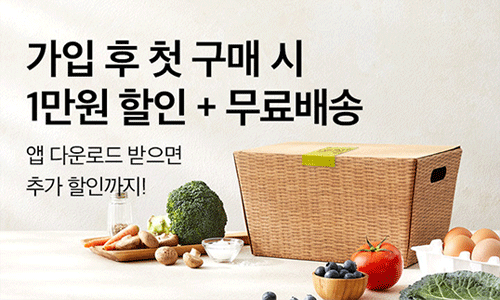 가입 후 첫 구매 시
1만원 할인 + 무료배송
앱 다운로드 받으면
추가 할인까지!